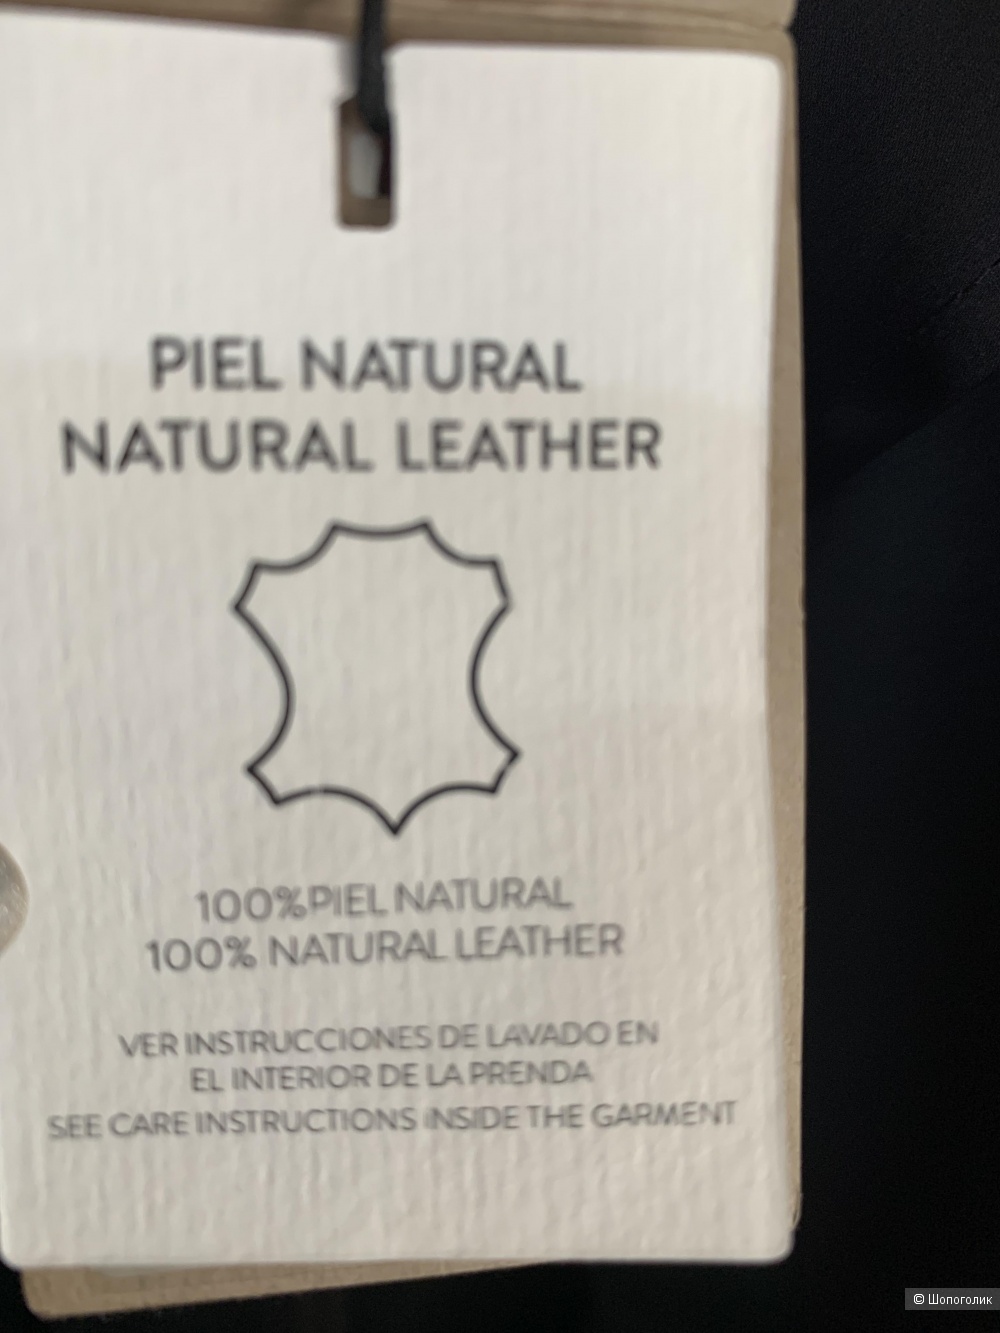 PIEL NATURAL
NATURAL LEATHER
100%PIEL NATURAL
100% NATURAL LEATHER
VER INSTRUCCIONES DE LAVADO EN
EL INTERIOR DE LA PRENDA
SEE CARE INSTRUCTIONS INSIDE THE GARMENT
© Шопоголик